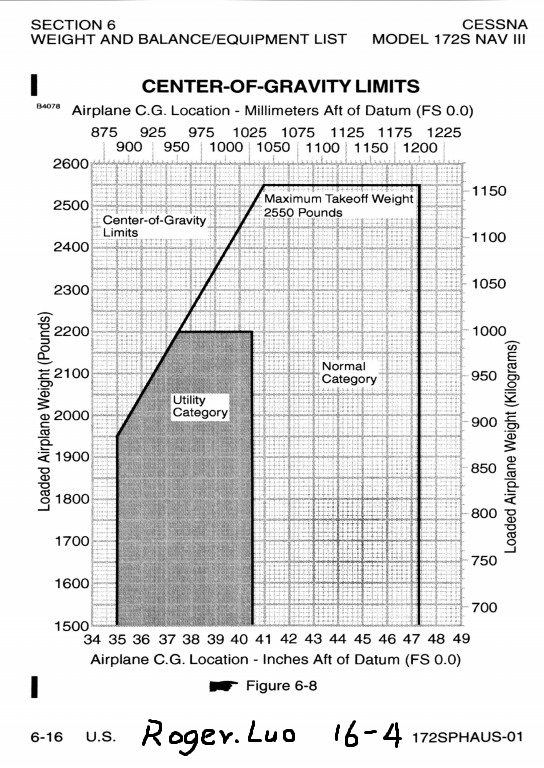 SECTION 6
WEIGHT AND BALANCE/EQUIPMENT LIST
CESSNA
MODEL 172S NAV III
CENTER-OF-GRAVITY LIMITS
B4078
Airplane C.G. Location - Millimeters Aft of Datum (FS 0.0)
875 925 975 1025 1075 1125 1175 1225
900 950 1000 1050 1100 1150 1200
2600
2500
2400
2300
2200
2100
2000
1900
1800
1700
1600
1500
Loaded Airplane Weight (Pounds)
Center-of-Gravity
Limits
Maximum Takeoff Weight
2550 Pounds
Utility
Category
Normal
Category
1150
1100
1050
1000
950
900
850
800
750
700
Loaded Airplane Weight (Kilograms)
34 35 36 37 38 39 40 41 42 43 44 45 46 47 48 49
Airplane C.G. Location - Inches Aft of Datum (FS 0.0)
Figure 6-8
6-16 U.S. Roger.Luo 16-4 172SPHAUS-01